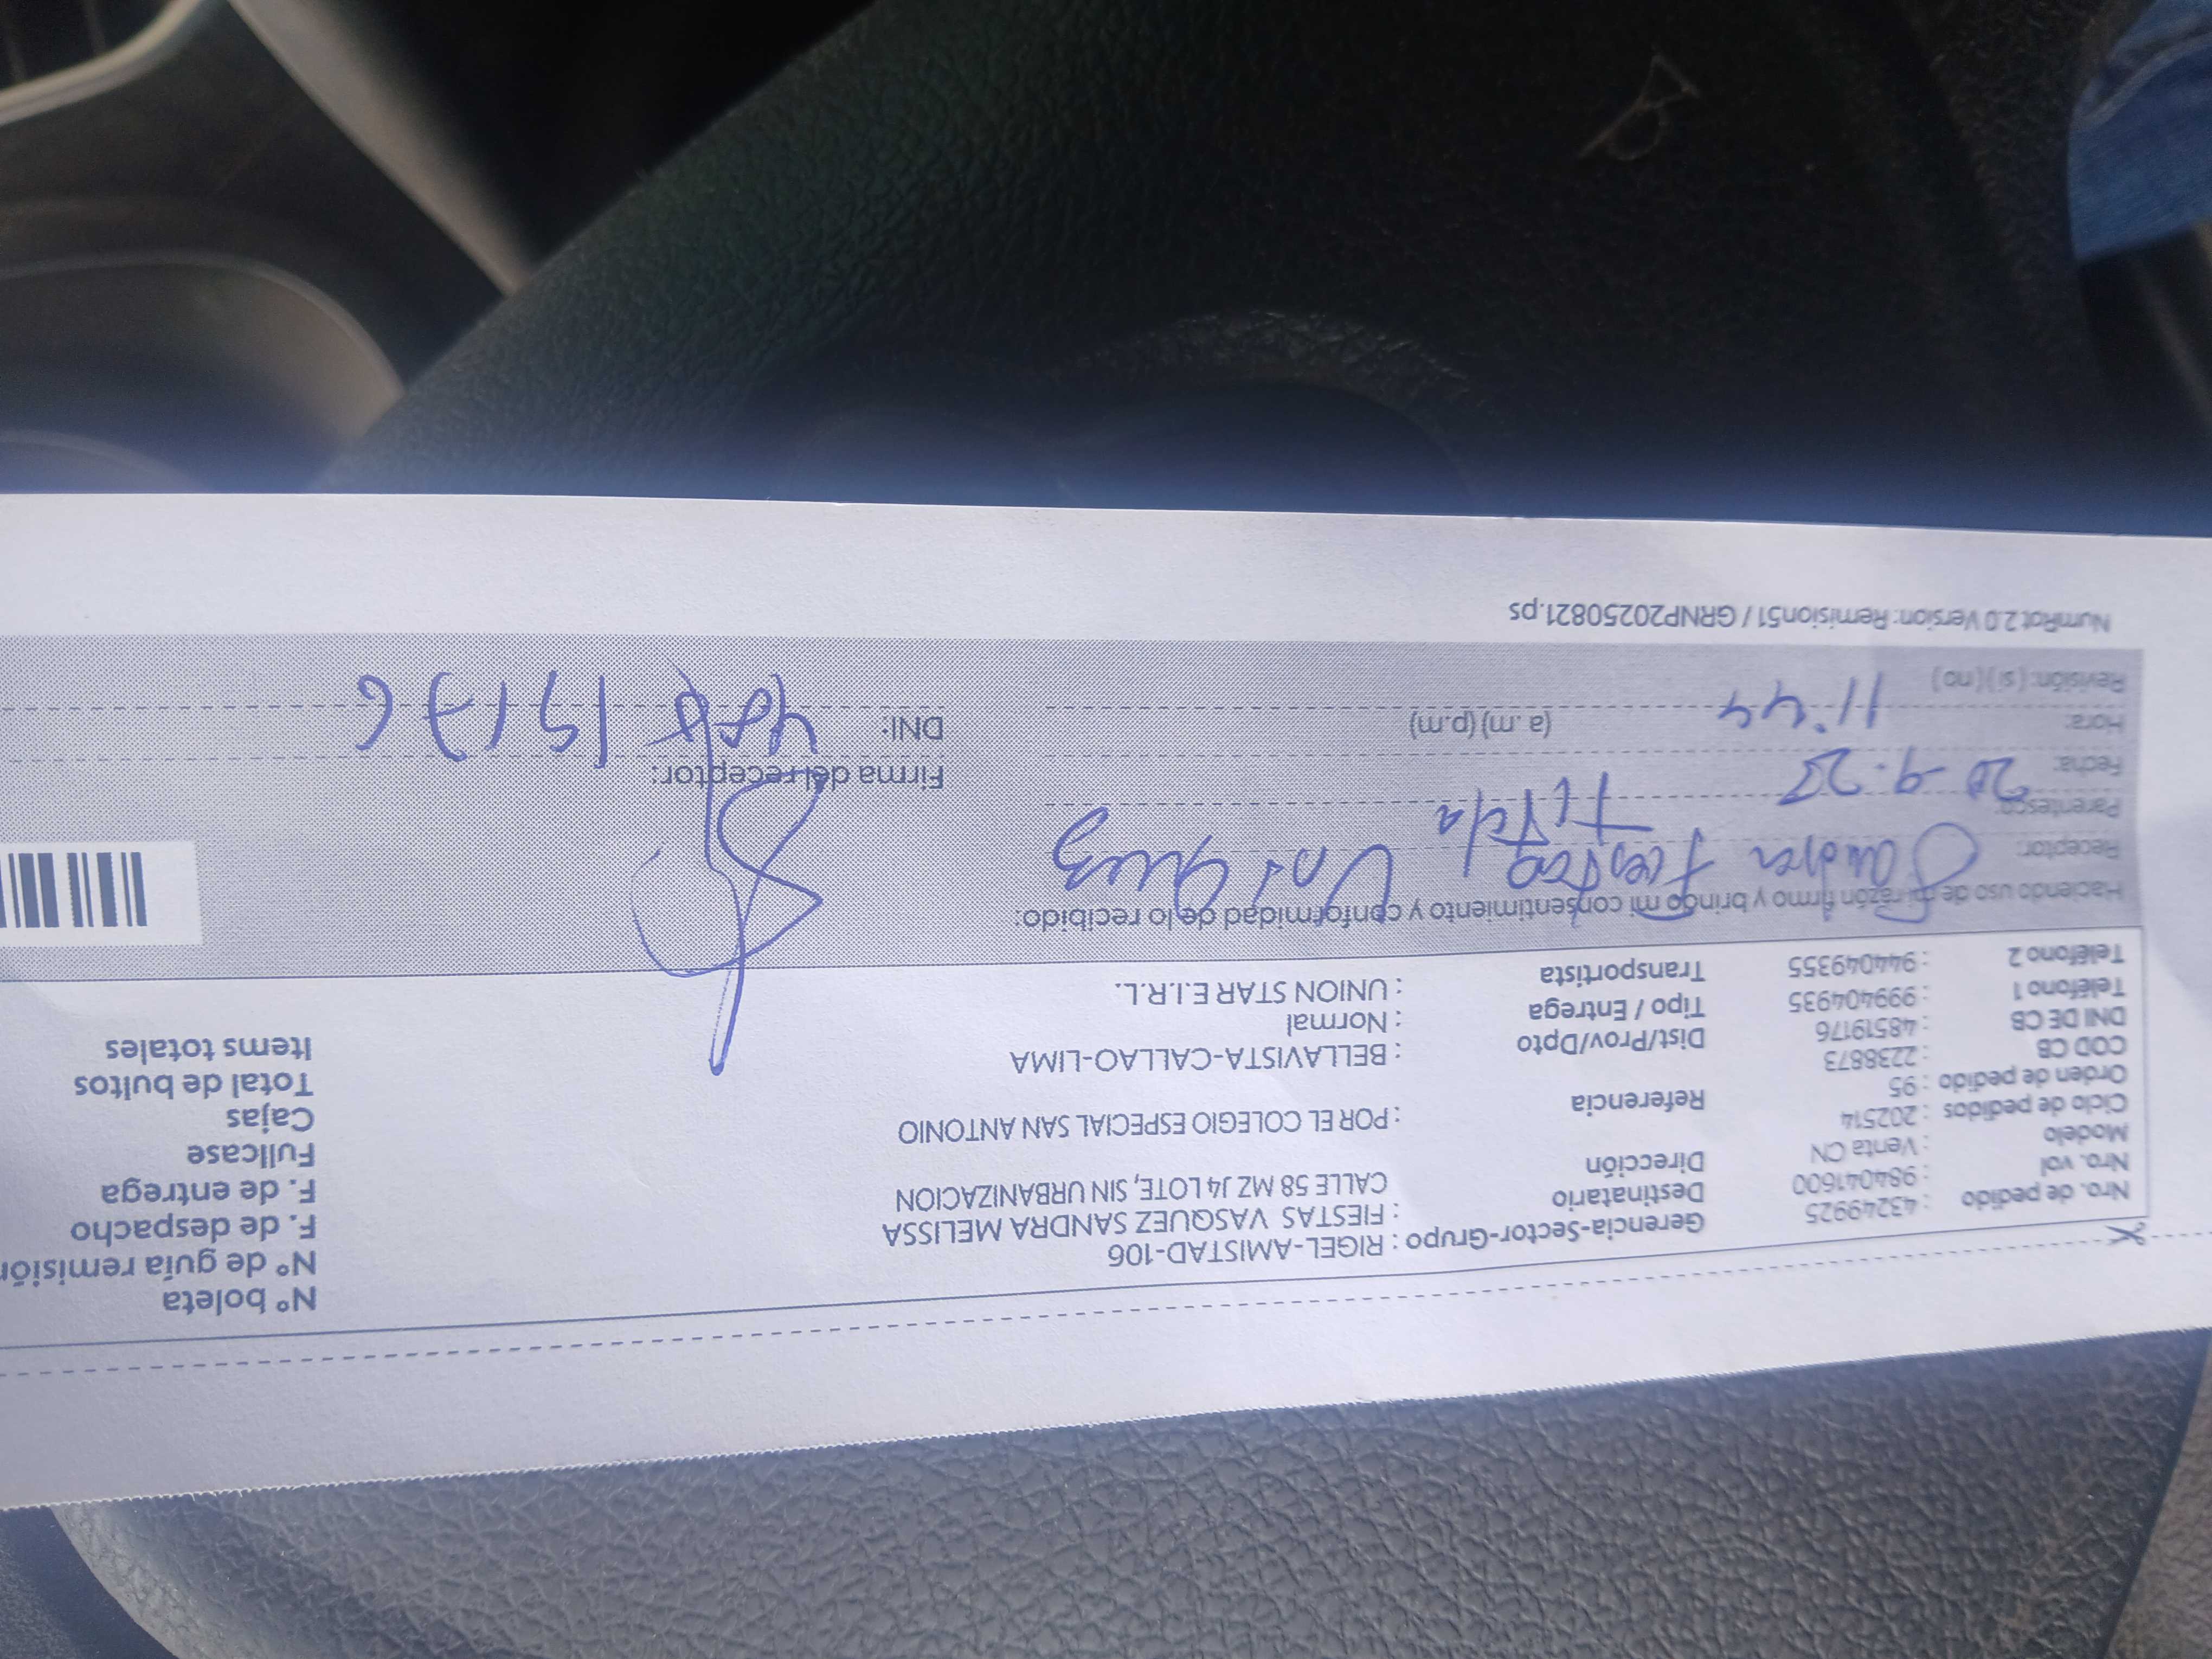 Nro. de pedido : 43249925
Nro. vol : 984041600
Modelo : Venta CN
Ciclo de pedidos : 202514
Orden de pedido : 95
COD CB : 2238873
DNI DE CB : 48519176
Teléfono 1 : 999404935
Teléfono 2 : 944049355
Gerencia-Sector-Grupo : RIGEL-AMISTAD-106
Destinatario : FIESTAS VASQUEZ SANDRA MELISSA
Dirección CALLE 58 MZ J4 LOTE, SIN URBANIZACION
Referencia : POR EL COLEGIO ESPECIAL SAN ANTONIO
Dist/Prov/Dpto : BELLAVISTA-CALLAO-LIMA
Tipo / Entrega : Normal
Transportista : UNION STAR E.I.R.L.
Nº boleta
Nº de guía remisión
F. de despacho
F. de entrega
Fullcase
Cajas
Total de bultos
Items totales
Haciendo uso de mi razón firmo y brindo mi consentimiento y conformidad de lo recibido:
Receptor: Sandra Fiestas
Parentesco: Titular
Fecha: 20-9-25
Hora: 11:44 (a. m) (p.m)
Revisión: ( si )( no )
Firma del receptor:
DNI: 48519176
NumRot 2.0 Version: Remision51 / GRNP20250821.ps